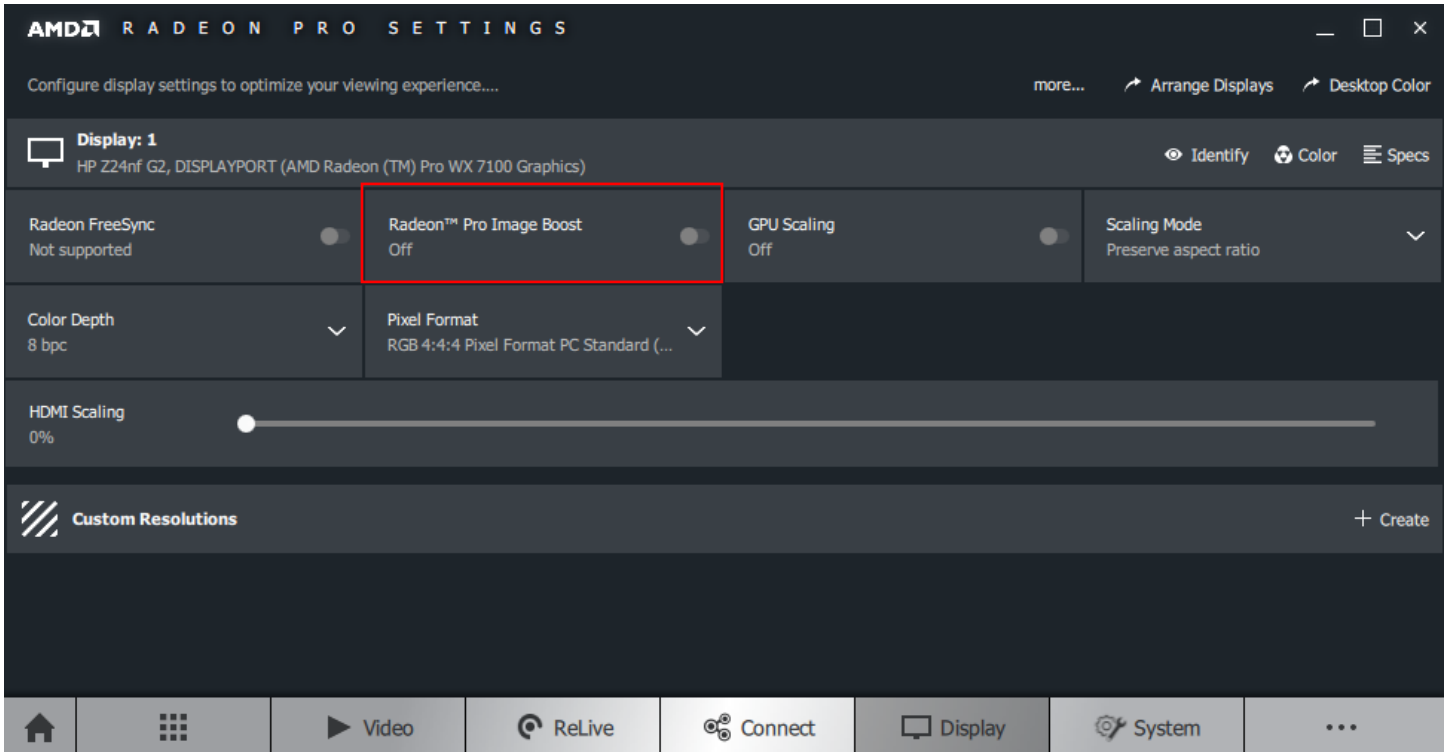 AMD RADEON PRO SETTINGS
Configure display settings to optimize your viewing experience....
more...
Arrange Displays
Desktop Color
Display: 1
HP Z24nf G2, DISPLAYPORT (AMD Radeon (TM) Pro WX 7100 Graphics)
Identify
Color
Specs
Radeon FreeSync
Not supported
Radeon™ Pro Image Boost
Off
GPU Scaling
Off
Scaling Mode
Preserve aspect ratio
Color Depth
8 bpc
Pixel Format
RGB 4:4:4 Pixel Format PC Standard (...
HDMI Scaling
0%
Custom Resolutions
Create
Video
ReLive
Connect
Display
System